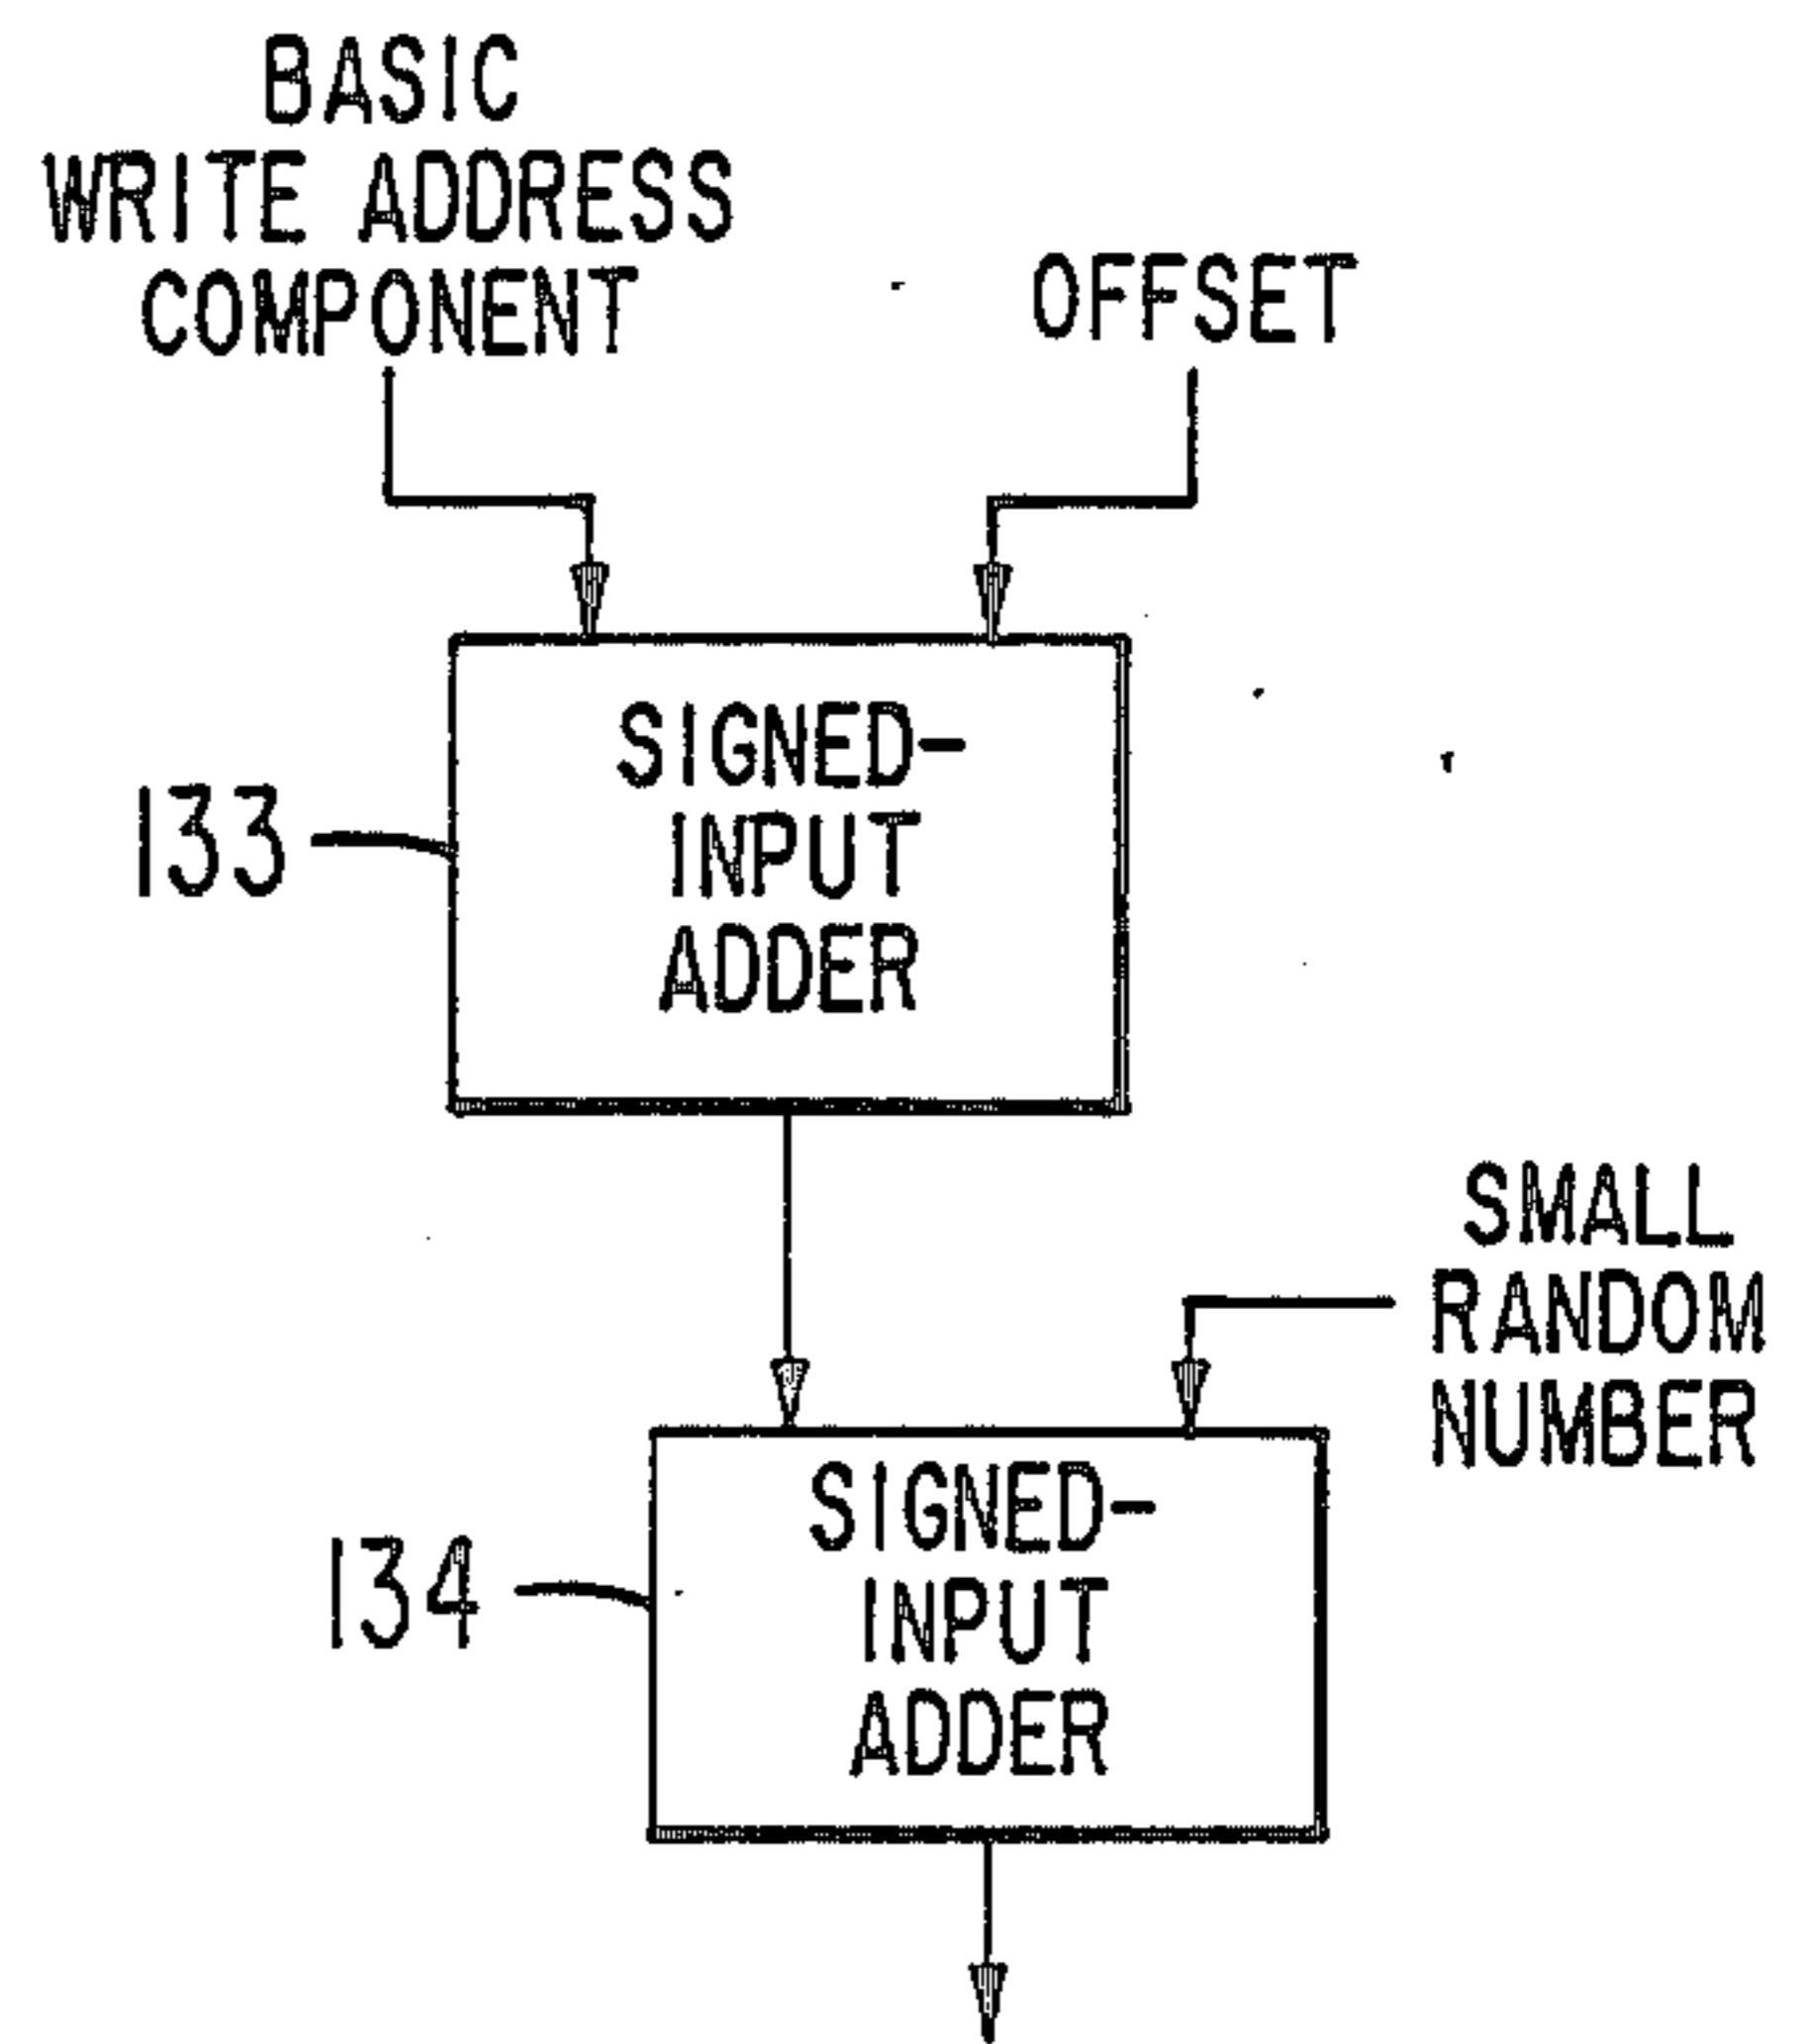 BASIC
WRITE ADDRESS
COMPONENT
OFFSET
SIGNED-
INPUT
ADDER
133
SMALL
RANDOM
NUMBER
SIGNED-
INPUT
ADDER
134